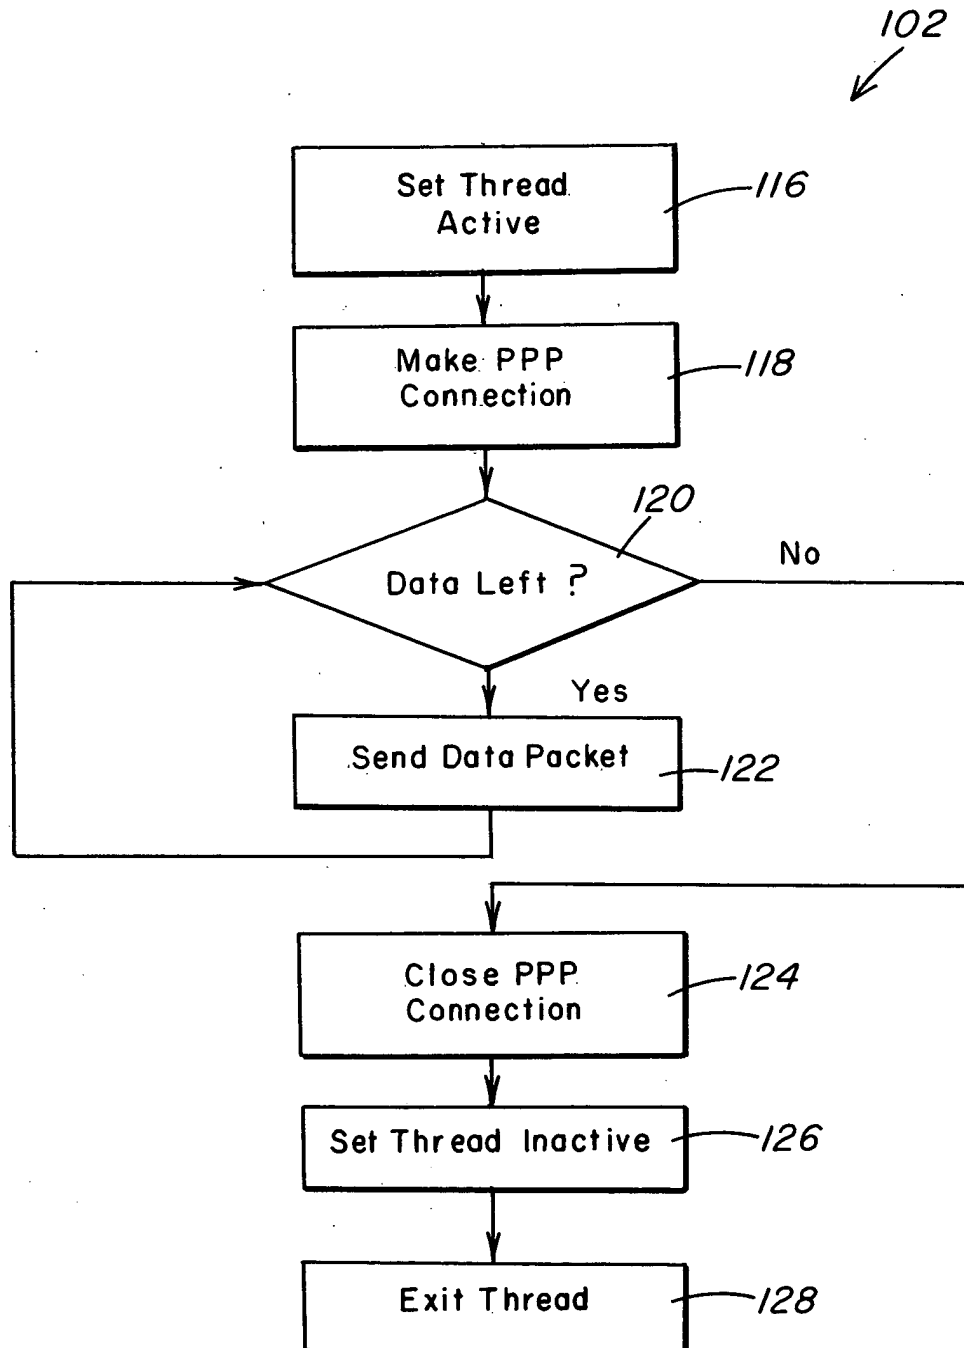 102
Set Thread
Active
116
Make PPP
Connection
118
120
Data Left ?
No
Yes
Send Data Packet
122
Close PPP
Connection
124
Set Thread Inactive
126
Exit Thread
128